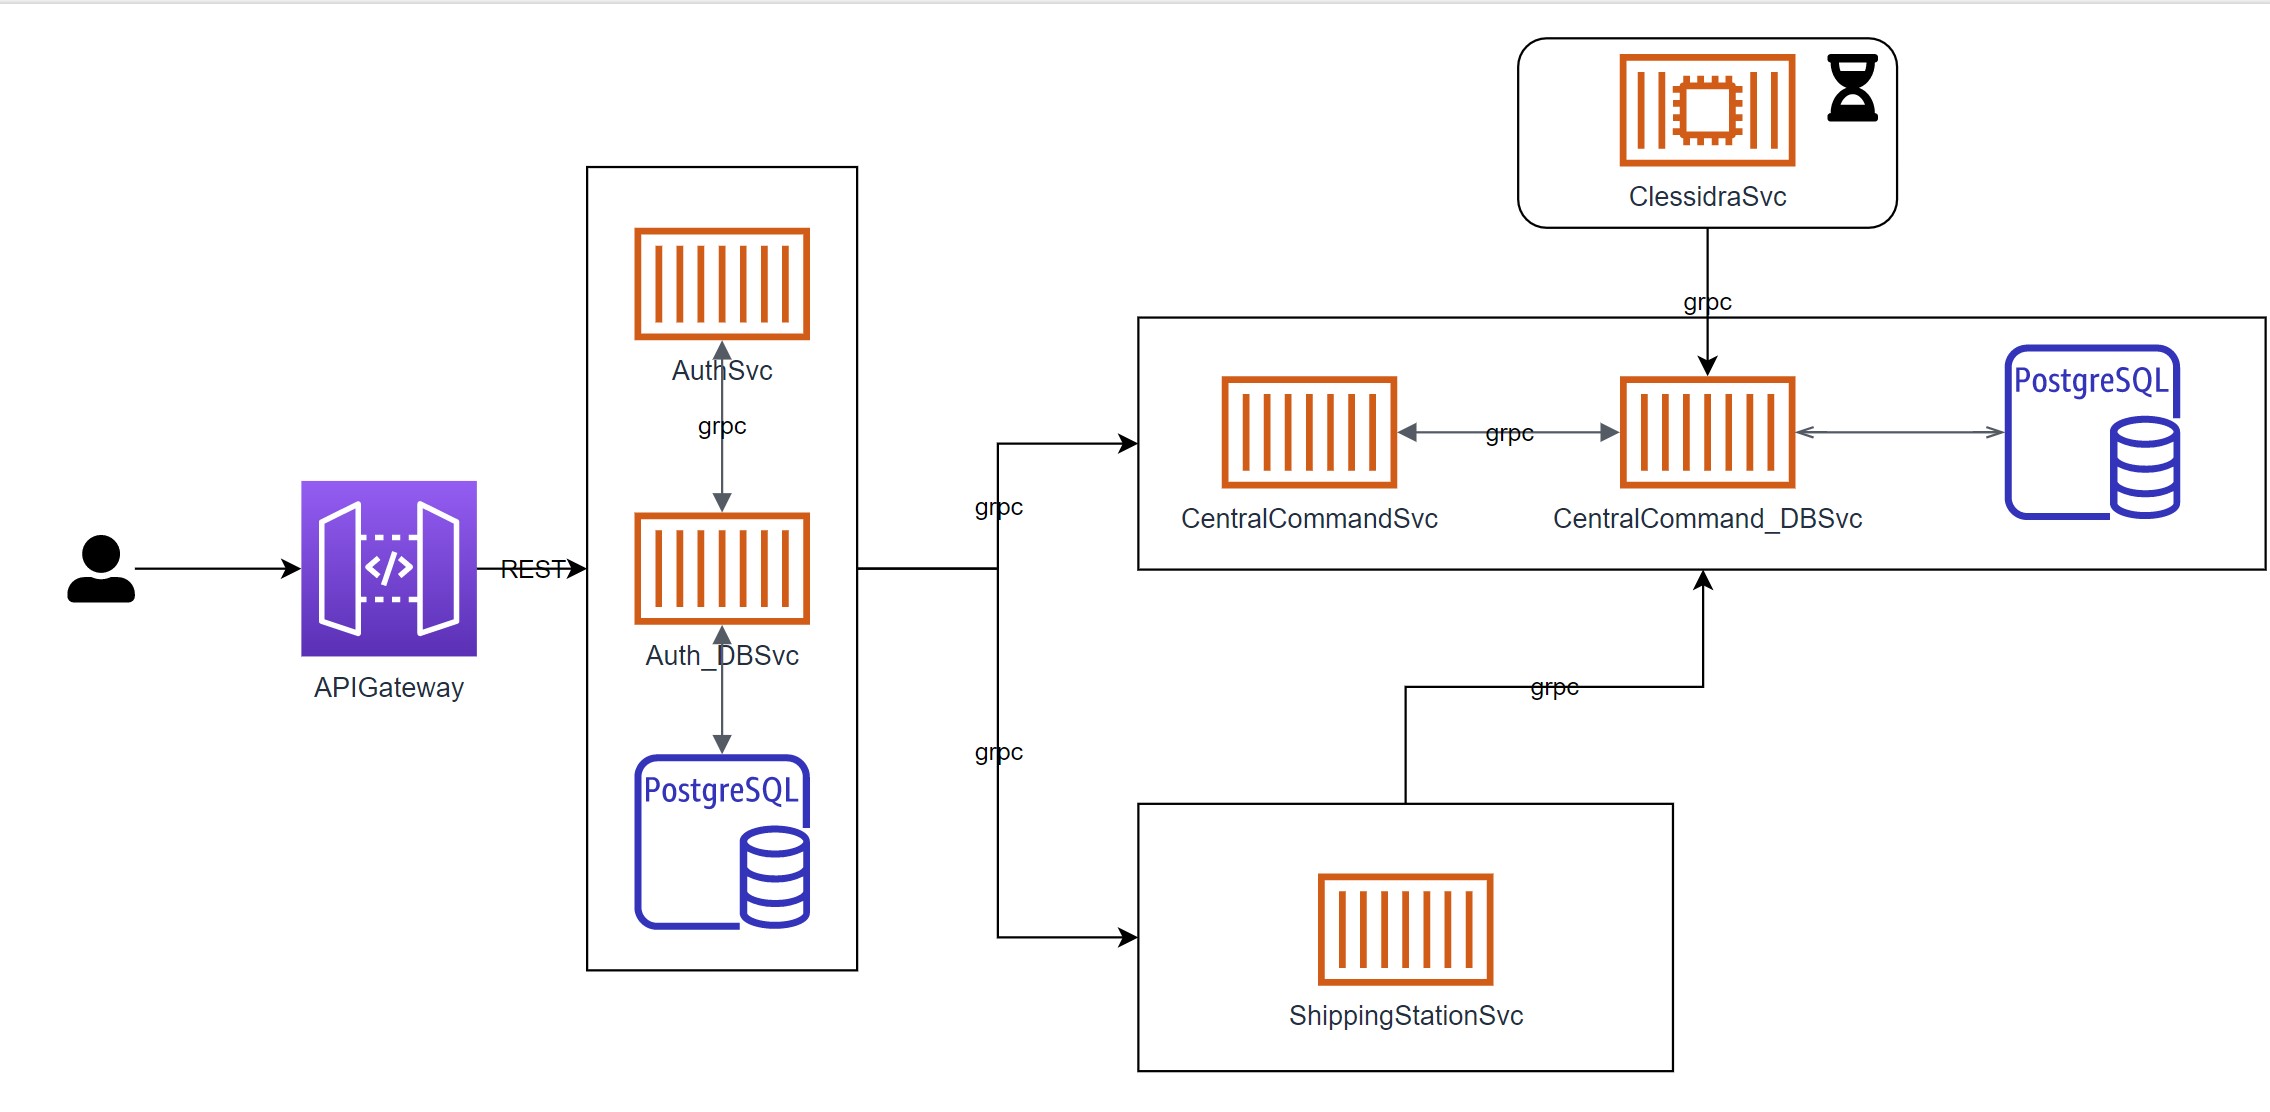 ClessidraSvc
grpc
AuthSvc
grpc
Auth_DBSvc
PostgreSQL
REST
APIGateway
grpc
grpc
CentralCommandSvc
grpc
CentralCommand_DBSvc
PostgreSQL
grpc
ShippingStationSvc